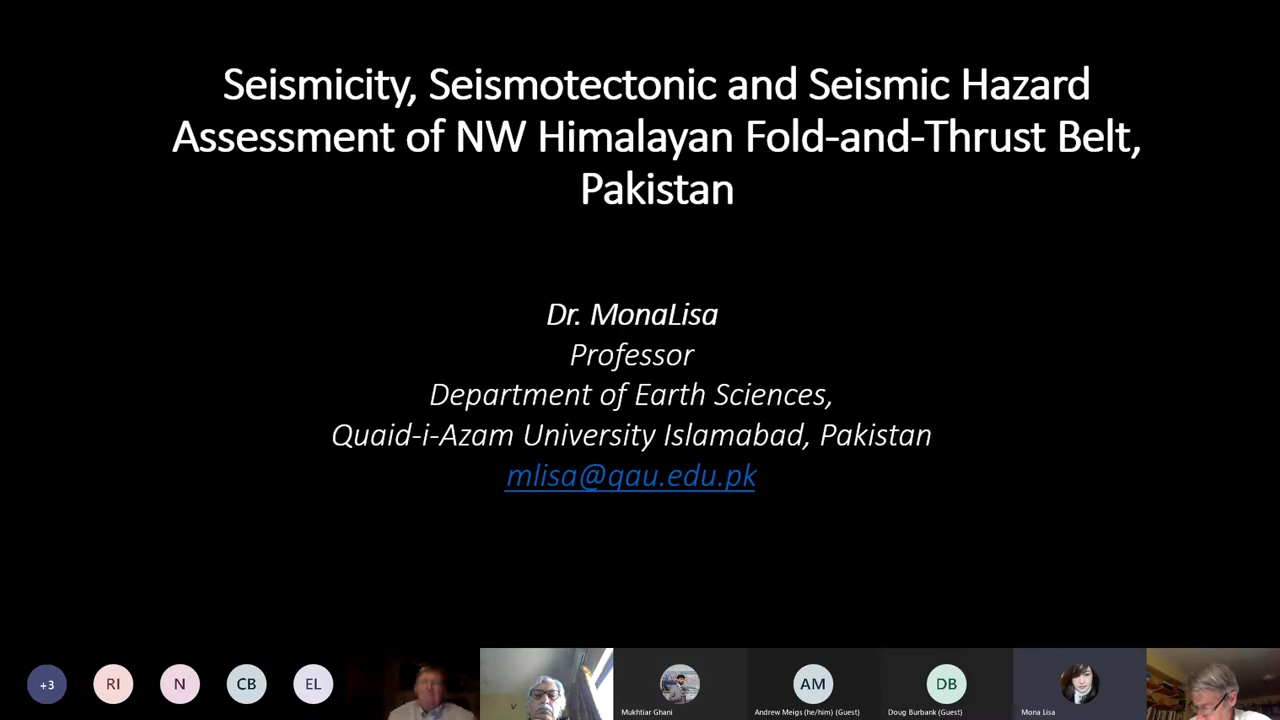 Seismicity, Seismotectonic and Seismic Hazard
Assessment of NW Himalayan Fold-and-Thrust Belt,
Pakistan
Dr. MonaLisa
Professor
Department of Earth Sciences,
Quaid-i-Azam University Islamabad, Pakistan
mlisa@qau.edu.pk
+3
RI
N
CB
EL
V
Mukhtiar Ghani
AM
Andrew Meigs (he/him) (Guest)
DB
Doug Burbank (Guest)
Mona Lisa